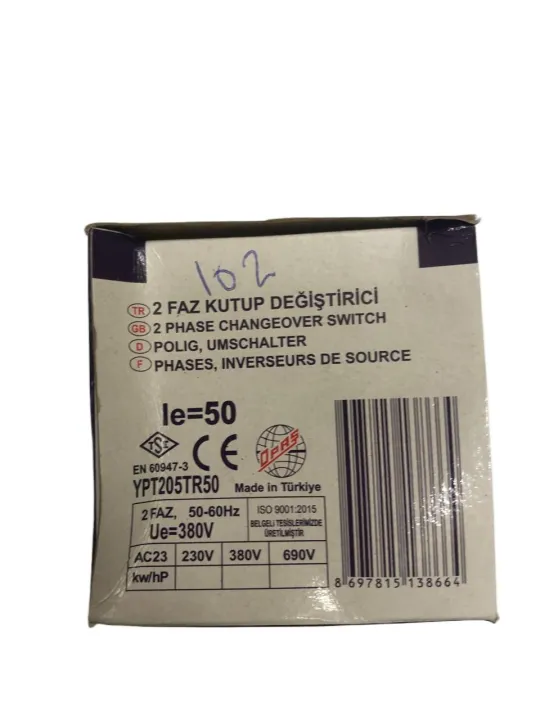 102
TR 2 FAZ KUTUP DEĞİŞTİRİCİ
GB 2 PHASE CHANGEOVER SWITCH
D POLIG, UMSCHALTER
F PHASES, INVERSEURS DE SOURCE
Ie=50
TSE CE OPAŞ
EN 60947-3
YPT205TR50 Made in Türkiye
2 FAZ, 50-60Hz
Ue=380V
ISO 9001:2015
BELGELİ TESİSLERİMİZDE
ÜRETİLMİŞTİR
AC23 230V 380V 690V
kw/hP
8 697815 138664